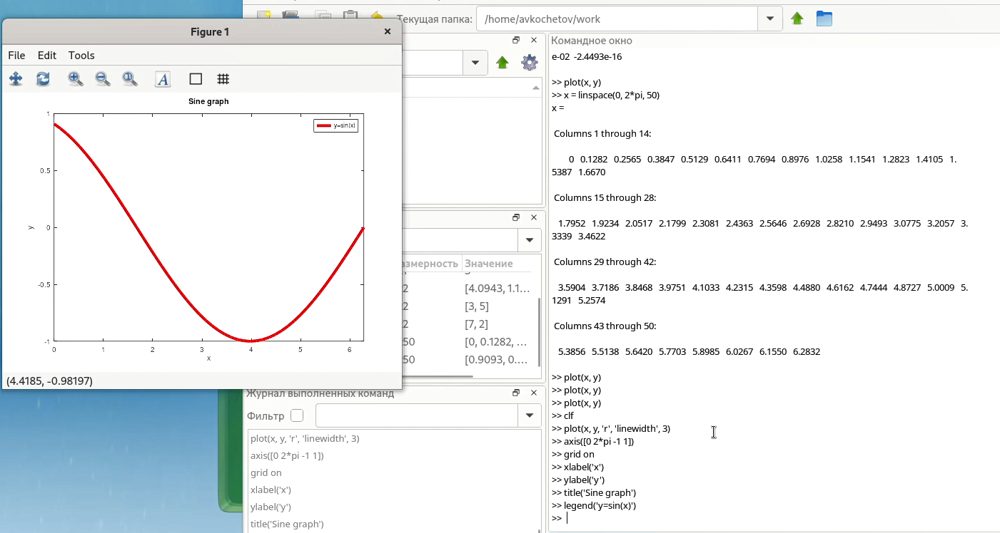 Figure 1
File Edit Tools
A
Sine graph
y=sin(x)
1
0.5
0
-0.5
-1
y
0 1 2 3 4 5 6
x
(4.4185, -0.98197)
Текущая папка: /home/avkochetov/work
азмерность Значение
2 [4.0943, 1.1...
2 [3, 5]
2 [7, 2]
50 [0, 0.1282, ...
50 [0.9093, 0....
Журнал выполненных команд
Фильтр
plot(x, y, 'r', 'linewidth', 3)
axis([0 2*pi -1 1])
grid on
xlabel('x')
ylabel('y')
title('Sine graph')
Командное окно
e-02 -2.4493e-16
>> plot(x, y)
>> x = linspace(0, 2*pi, 50)
x =
Columns 1 through 14:
0 0.1282 0.2565 0.3847 0.5129 0.6411 0.7694 0.8976 1.0258 1.1541 1.2823 1.4105 1.
5387 1.6670
Columns 15 through 28:
1.7952 1.9234 2.0517 2.1799 2.3081 2.4363 2.5646 2.6928 2.8210 2.9493 3.0775 3.2057 3.
3339 3.4622
Columns 29 through 42:
3.5904 3.7186 3.8468 3.9751 4.1033 4.2315 4.3598 4.4880 4.6162 4.7444 4.8727 5.0009 5.
1291 5.2574
Columns 43 through 50:
5.3856 5.5138 5.6420 5.7703 5.8985 6.0267 6.1550 6.2832
>> plot(x, y)
>> plot(x, y)
>> plot(x, y)
>> clf
>> plot(x, y, 'r', 'linewidth', 3)
>> axis([0 2*pi -1 1])
>> grid on
>> xlabel('x')
>> ylabel('y')
>> title('Sine graph')
>> legend('y=sin(x)')
>>